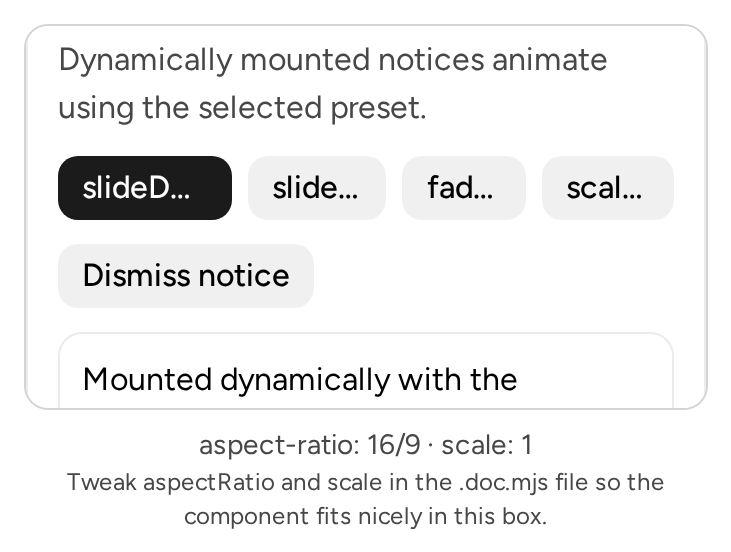 Dynamically mounted notices animate
using the selected preset.
slideD... slide... fad... scal...
Dismiss notice
Mounted dynamically with the
aspect-ratio: 16/9 · scale: 1
Tweak aspectRatio and scale in the .doc.mjs file so the
component fits nicely in this box.